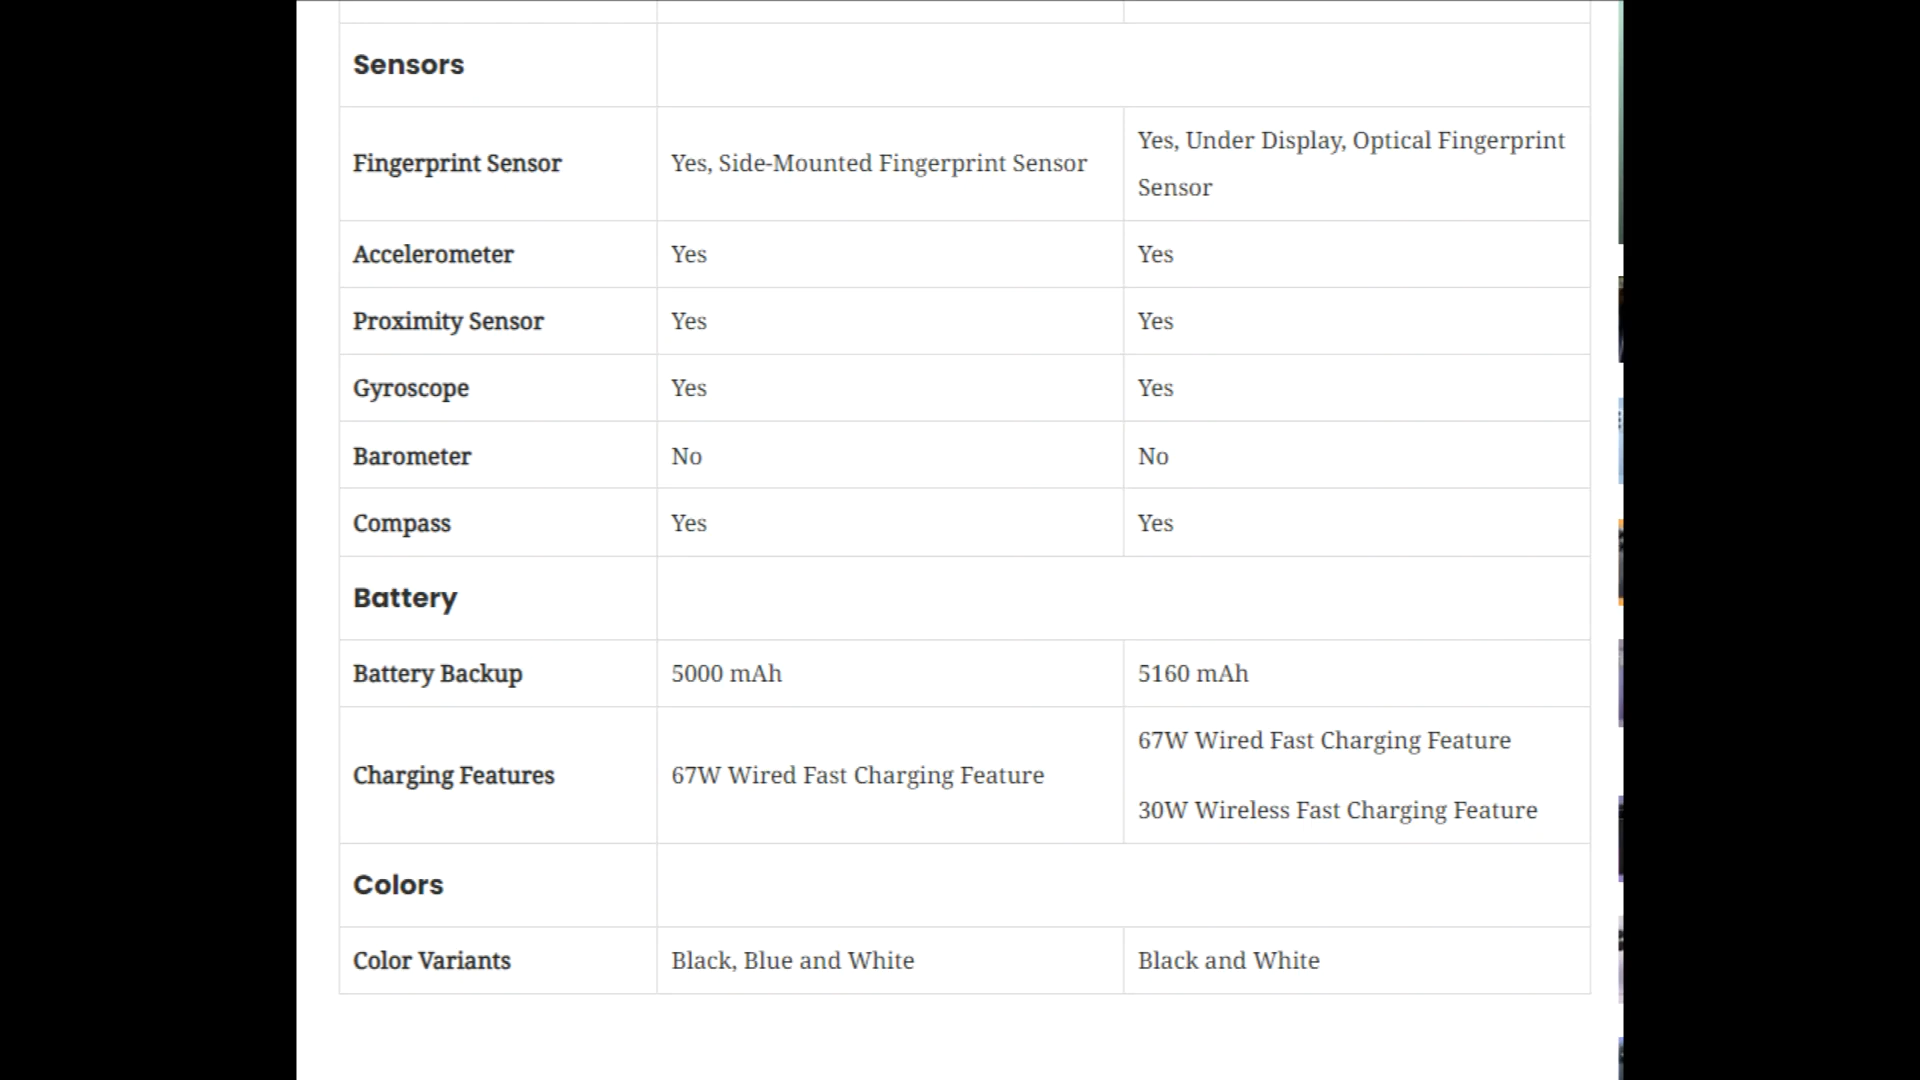 Sensors
Fingerprint Sensor
Yes, Side-Mounted Fingerprint Sensor
Yes, Under Display, Optical Fingerprint
Sensor
Accelerometer
Yes
Yes
Proximity Sensor
Yes
Yes
Gyroscope
Yes
Yes
Barometer
No
No
Compass
Yes
Yes
Battery
Battery Backup
5000 mAh
5160 mAh
Charging Features
67W Wired Fast Charging Feature
67W Wired Fast Charging Feature
30W Wireless Fast Charging Feature
Colors
Color Variants
Black, Blue and White
Black and White